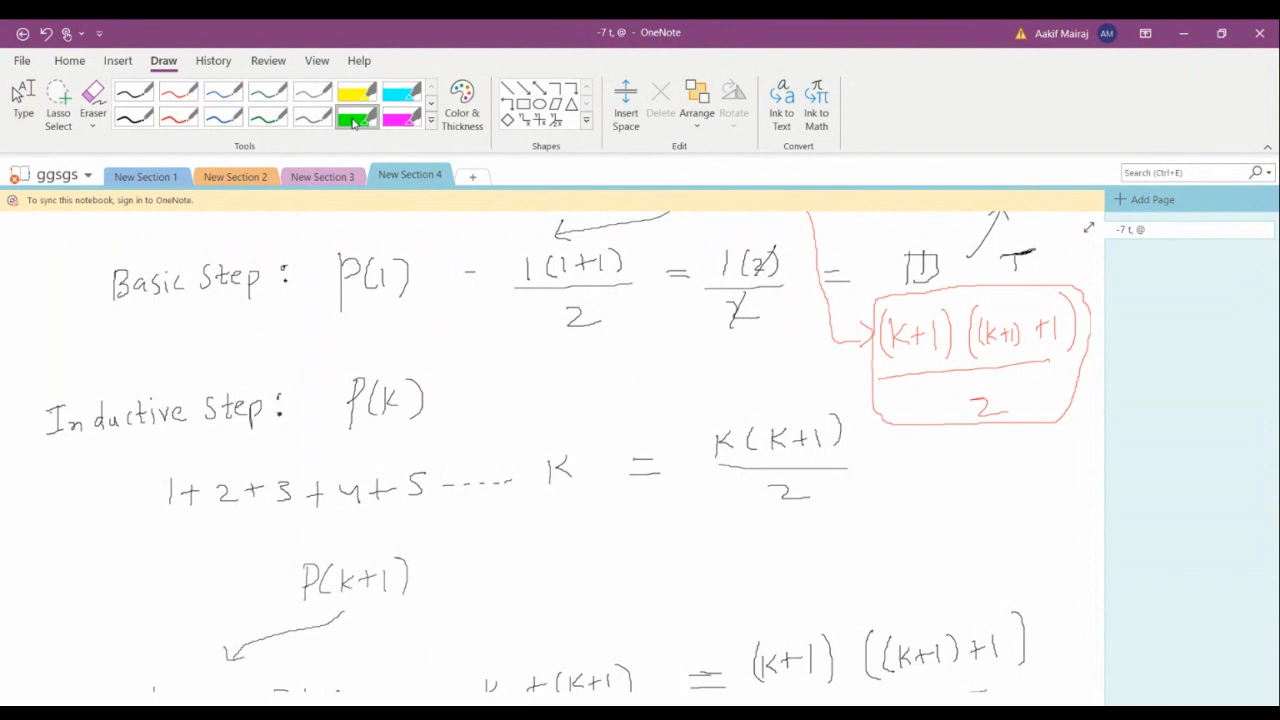 -7 t, @ - OneNote
Aakif Mairaj AM
File Home Insert Draw History Review View Help
Type Lasso Select Eraser Color & Thickness Insert Space Delete Arrange Rotate Ink to Text Ink to Math
Tools Shapes Edit Convert
ggsgs New Section 1 New Section 2 New Section 3 New Section 4 + Search (Ctrl+E)
To sync this notebook, sign in to OneNote. Add Page
-7 t, @
Basic Step : P(1) - 1(1+1)/2 = 1(2)/2 = 1 T
(K+1) ((K+1) +1)/2
Inductive Step : P(K)
1+2+3+4+5 ----- K = K(K+1)/2
P(K+1)
K+(K+1) = (K+1) ((K+1)+1)